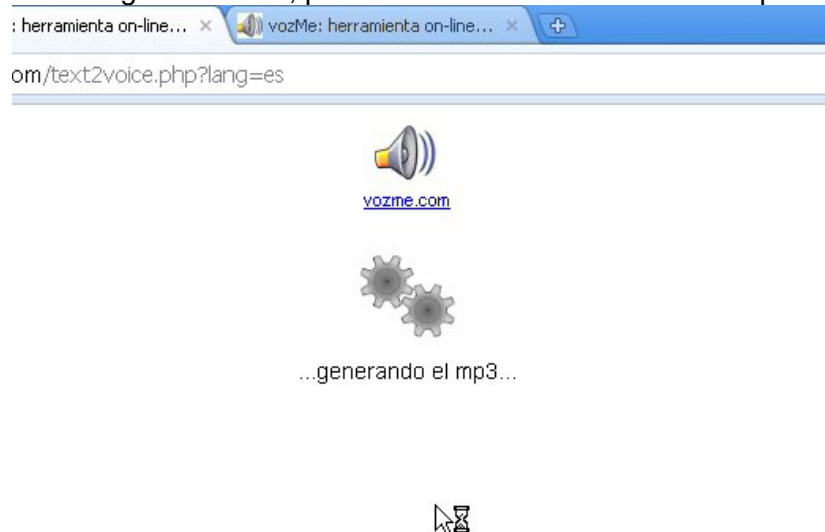 : herramienta on-line... × vozMe: herramienta on-line... ×
om/text2voice.php?lang=es
vozme.com
...generando el mp3...